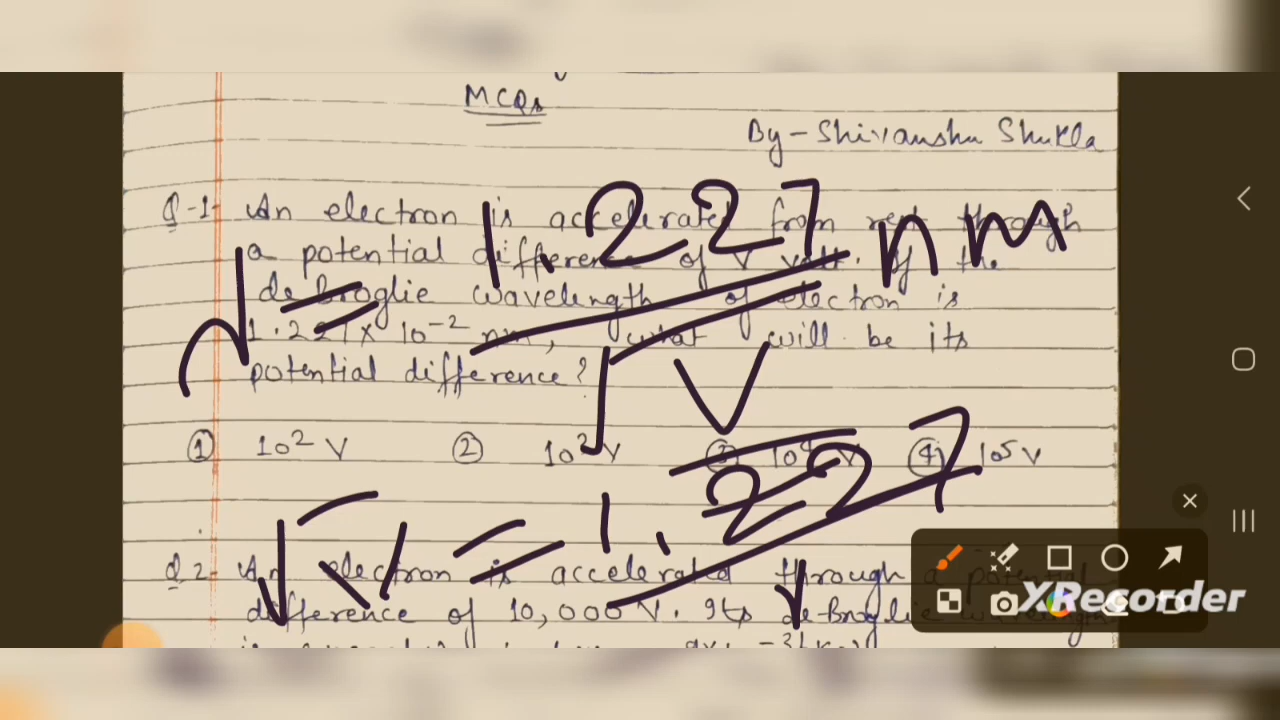 MCQs
By - Shivanshu Shukla
Q-1- An electron is accelerated from rest through
a potential difference of V volt. If the
de broglie wavelength of electron is
1.227 x 10⁻² nm, what will be its
potential difference?
① 10² V ② 10³ V ③ 10⁴ V ④ 10⁵ V
λ = 1.227 nm
√V
√V = 1.227
Q.2- An electron is accelerated through a potential
difference of 10,000 V. Its de-Broglie wavelength
XRecorder